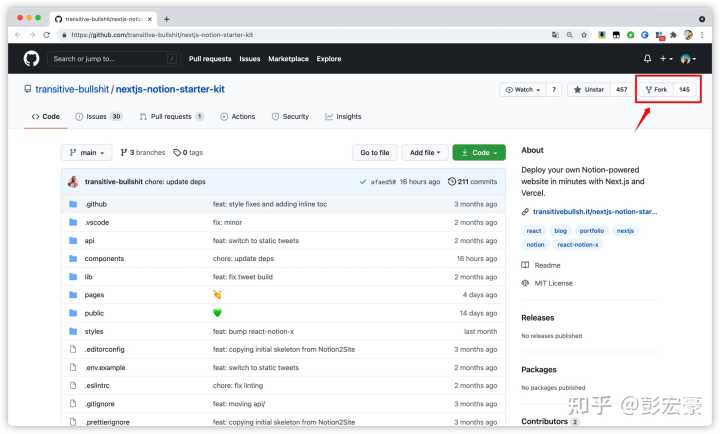 transitive-bullshit/nextjs-notio
https://github.com/transitive-bullshit/nextjs-notion-starter-kit
Search or jump to... / Pull requests Issues Marketplace Explore
transitive-bullshit / nextjs-notion-starter-kit Watch 7 Unstar 457 Fork 145
Code Issues 30 Pull requests 1 Actions Security Insights
main 3 branches 0 tags Go to file Add file Code
transitive-bullshit chore: update deps afaed50 16 hours ago 211 commits
.github feat: style fixes and adding inline toc 3 months ago
.vscode fix: minor 2 months ago
api feat: switch to static tweets 2 months ago
components chore: update deps 16 hours ago
lib feat: fix tweet build 2 months ago
pages 👏 4 days ago
public 💚 14 days ago
styles feat: bump react-notion-x last month
.editorconfig feat: copying initial skeleton from Notion2Site 3 months ago
.env.example feat: switch to static tweets 2 months ago
.eslintrc chore: fix linting 2 months ago
.gitignore feat: moving api/ 3 months ago
.prettierignore feat: copying initial skeleton from Notion2Site 3 months ago
About
Deploy your own Notion-powered
website in minutes with Next.js and
Vercel.
transitivebullsh.it/nextjs-notion-star...
react blog portfolio nextjs
notion react-notion-x
Readme
MIT License
Releases
No releases published
Packages
No packages published
Contributors 2
知乎 @彭宏豪